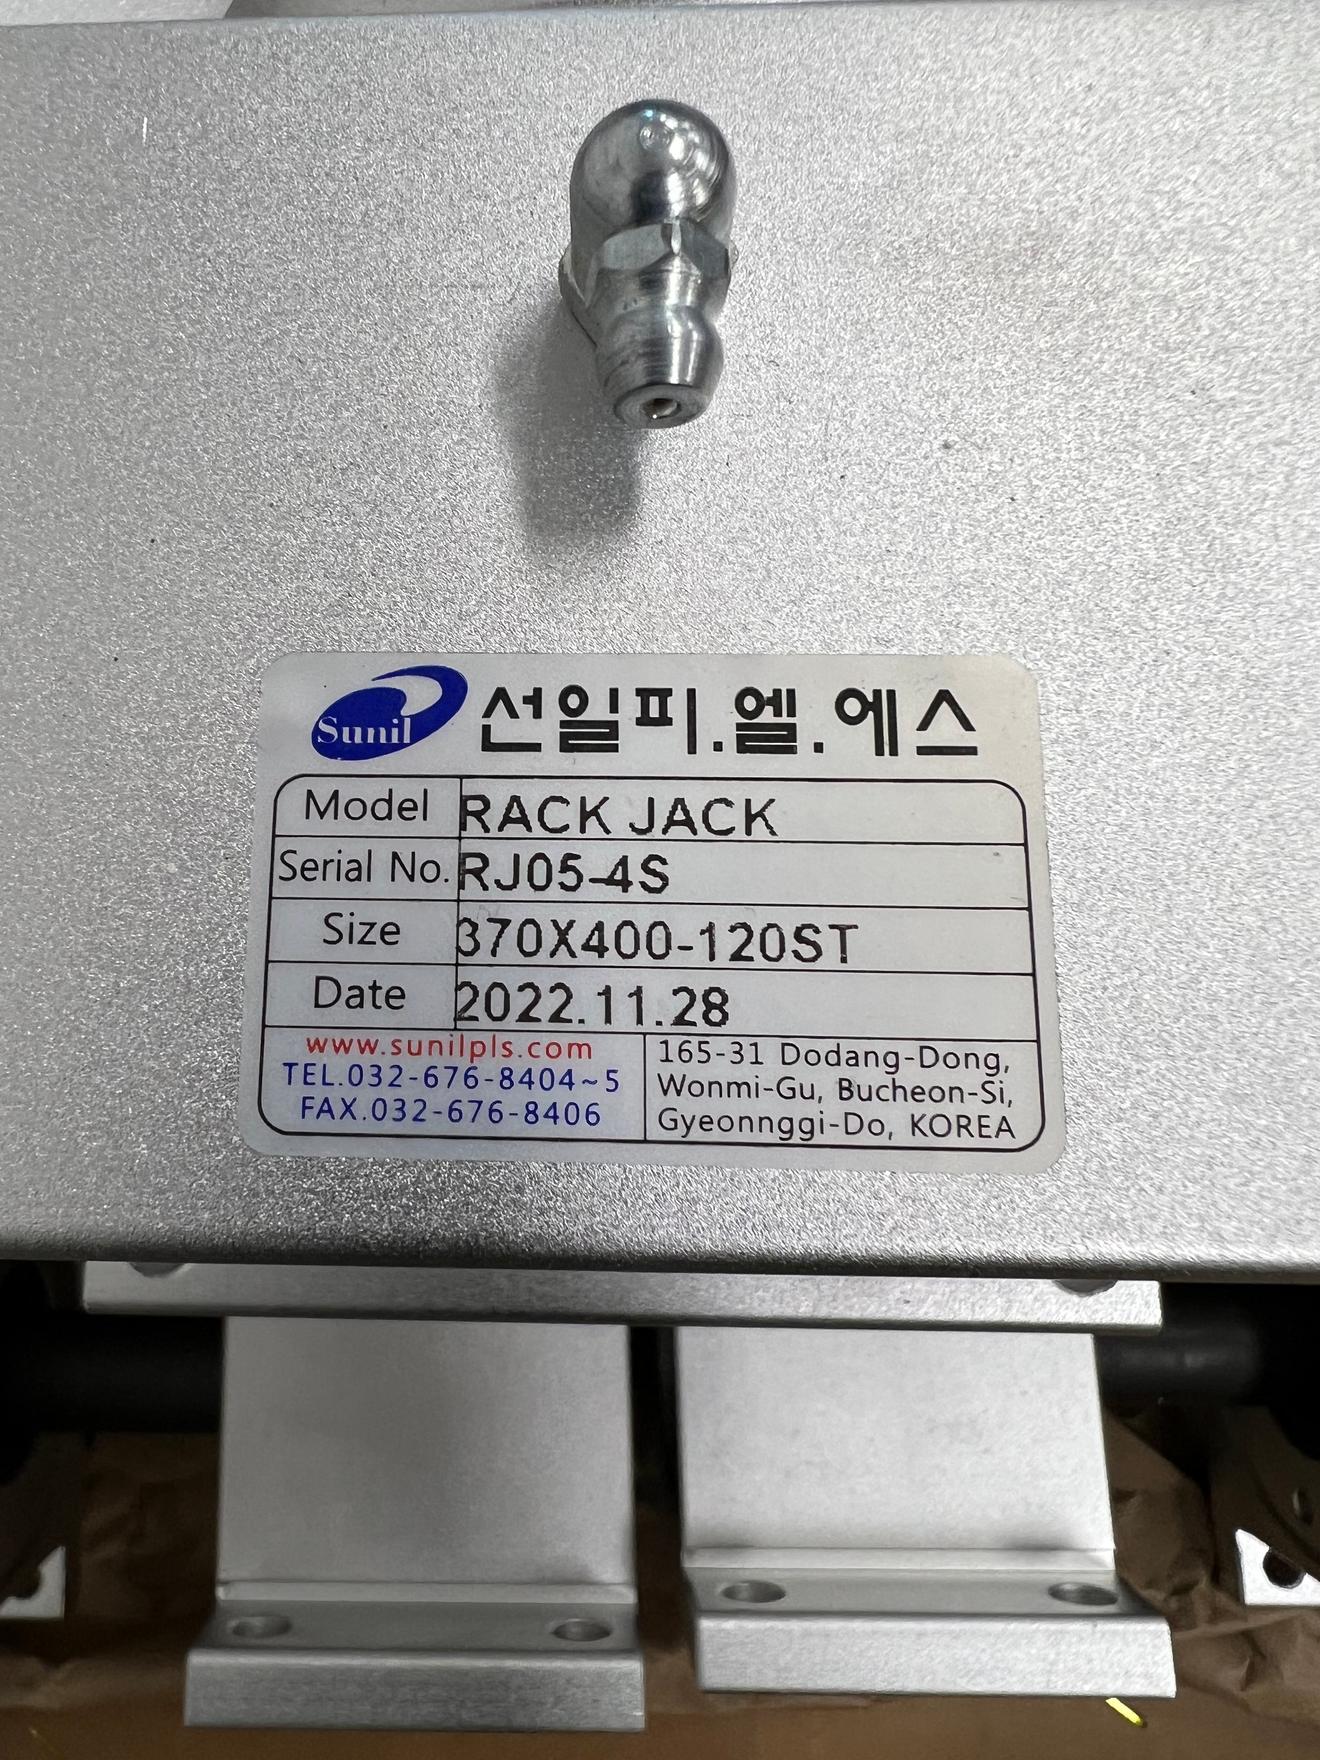 Sunil 선일피.엘.에스
Model RACK JACK
Serial No. RJ05-4S
Size 370X400-120ST
Date 2022.11.28
www.sunilpls.com
TEL.032-676-8404~5
FAX.032-676-8406
165-31 Dodang-Dong,
Wonmi-Gu, Bucheon-Si,
Gyeonnggi-Do, KOREA